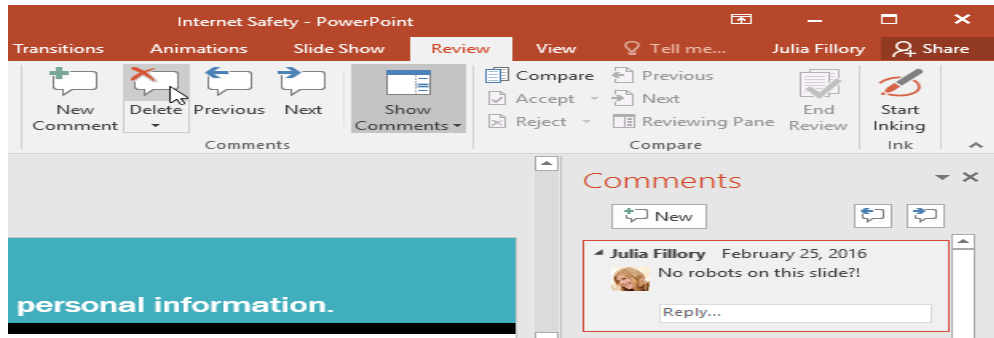 Internet Safety - PowerPoint
Transitions Animations Slide Show Review View Tell me... Julia Fillory Share
New Comment
Delete
Previous
Next
Show Comments
Comments
Compare
Accept
Reject
Previous
Next
Reviewing Pane
End Review
Compare
Start Inking
Ink
personal information.
Comments
New
Julia Fillory February 25, 2016
No robots on this slide?!
Reply...